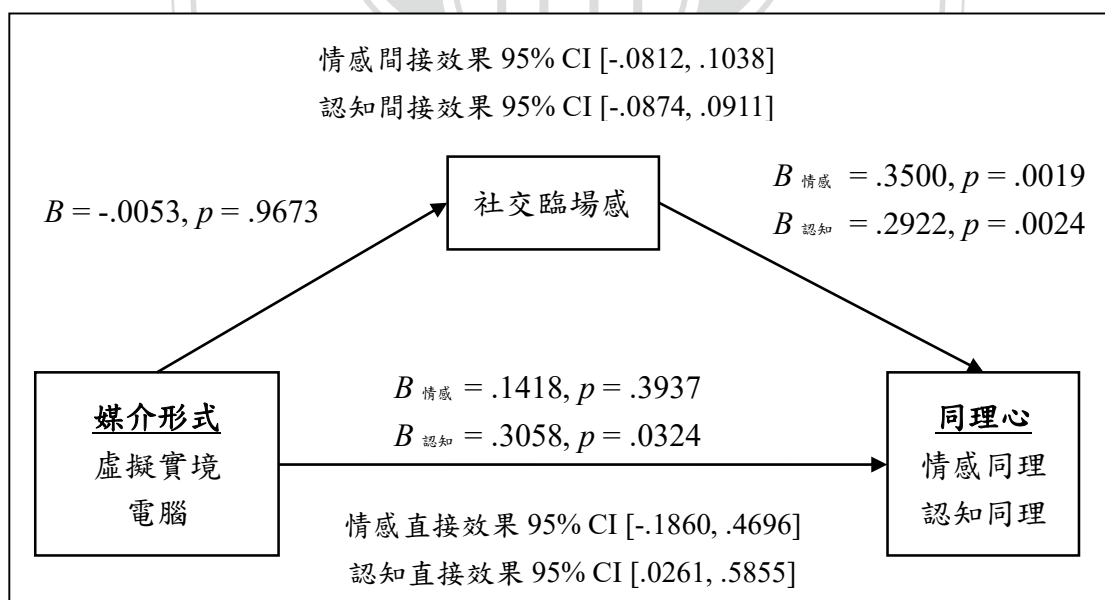 情感間接效果 95% CI [-.0812, .1038]
認知間接效果 95% CI [-.0874, .0911]
B = -.0053, p = .9673
社交臨場感
B 情感 = .3500, p = .0019
B 認知 = .2922, p = .0024
媒介形式
虛擬實境
電腦
B 情感 = .1418, p = .3937
B 認知 = .3058, p = .0324
情感直接效果 95% CI [-.1860, .4696]
認知直接效果 95% CI [.0261, .5855]
同理心
情感同理
認知同理